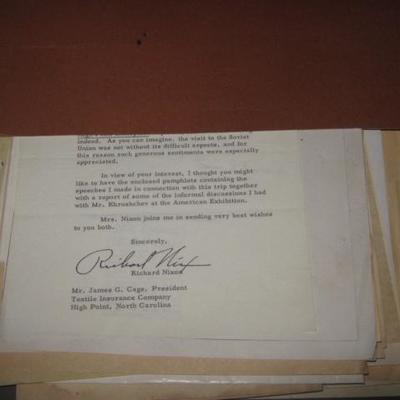 indeed. As you can imagine, the visit to the Soviet
Union was not without its difficult aspects, and for
this reason such generous sentiments were especially
appreciated.
In view of your interest, I thought you might
like to have the enclosed pamphlets containing the
speeches I made in connection with this trip together
with a report of some of the informal discussions I had
with Mr. Khrushchev at the American Exhibition.
Mrs. Nixon joins me in sending very best wishes
to you both.
Sincerely,
Richard Nixon
Richard Nixon
Mr. James G. Cage, President
Textile Insurance Company
High Point, North Carolina